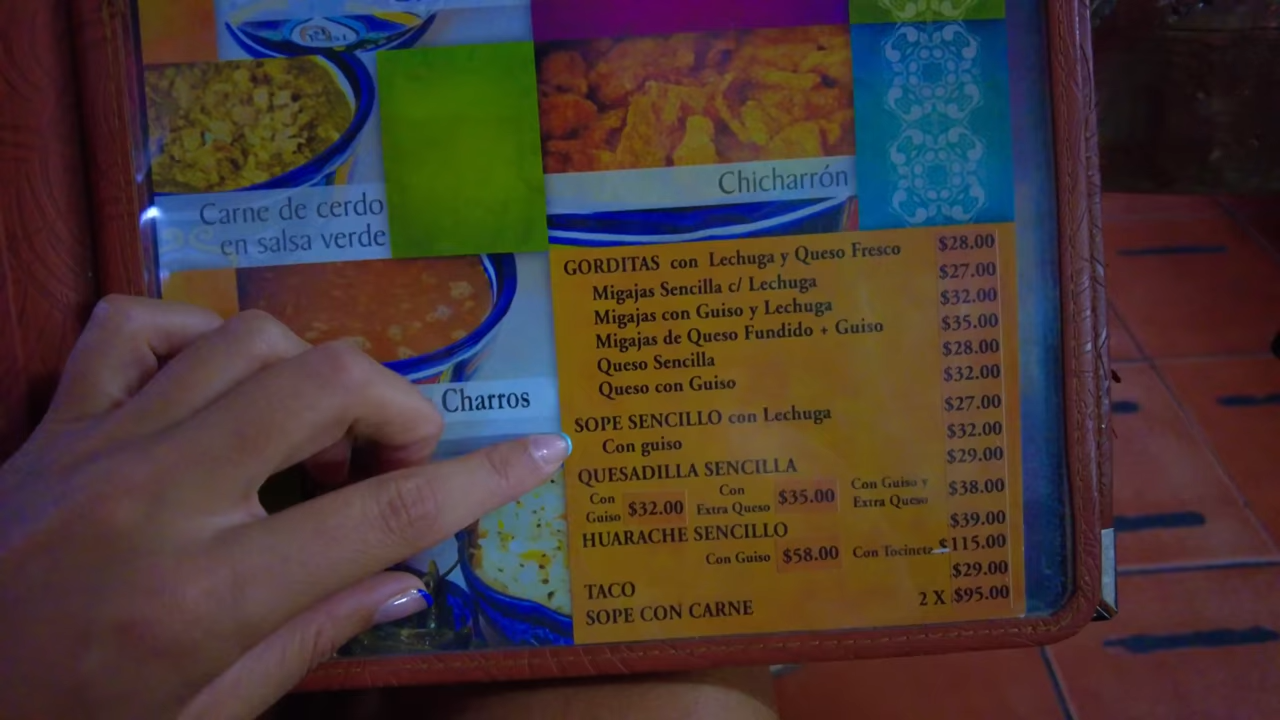 Carne de cerdo
en salsa verde
Chicharrón
Charros
GORDITAS con Lechuga y Queso Fresco $28.00
Migajas Sencilla c/ Lechuga $27.00
Migajas con Guiso y Lechuga $32.00
Migajas de Queso Fundido + Guiso $35.00
Queso Sencilla $28.00
Queso con Guiso $32.00
SOPE SENCILLO con Lechuga $27.00
Con guiso $32.00
QUESADILLA SENCILLA $29.00
Con Guiso $32.00 Con Extra Queso $35.00 Con Guiso y Extra Queso $38.00
HUARACHE SENCILLO $39.00
Con Guiso $58.00 Con Tocineta $115.00
TACO $29.00
SOPE CON CARNE 2 X $95.00